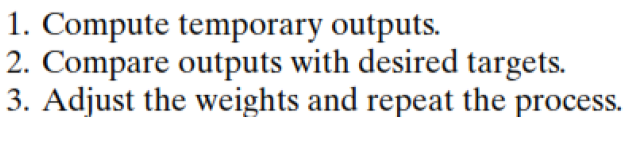 1. Compute temporary outputs.
2. Compare outputs with desired targets.
3. Adjust the weights and repeat the process.